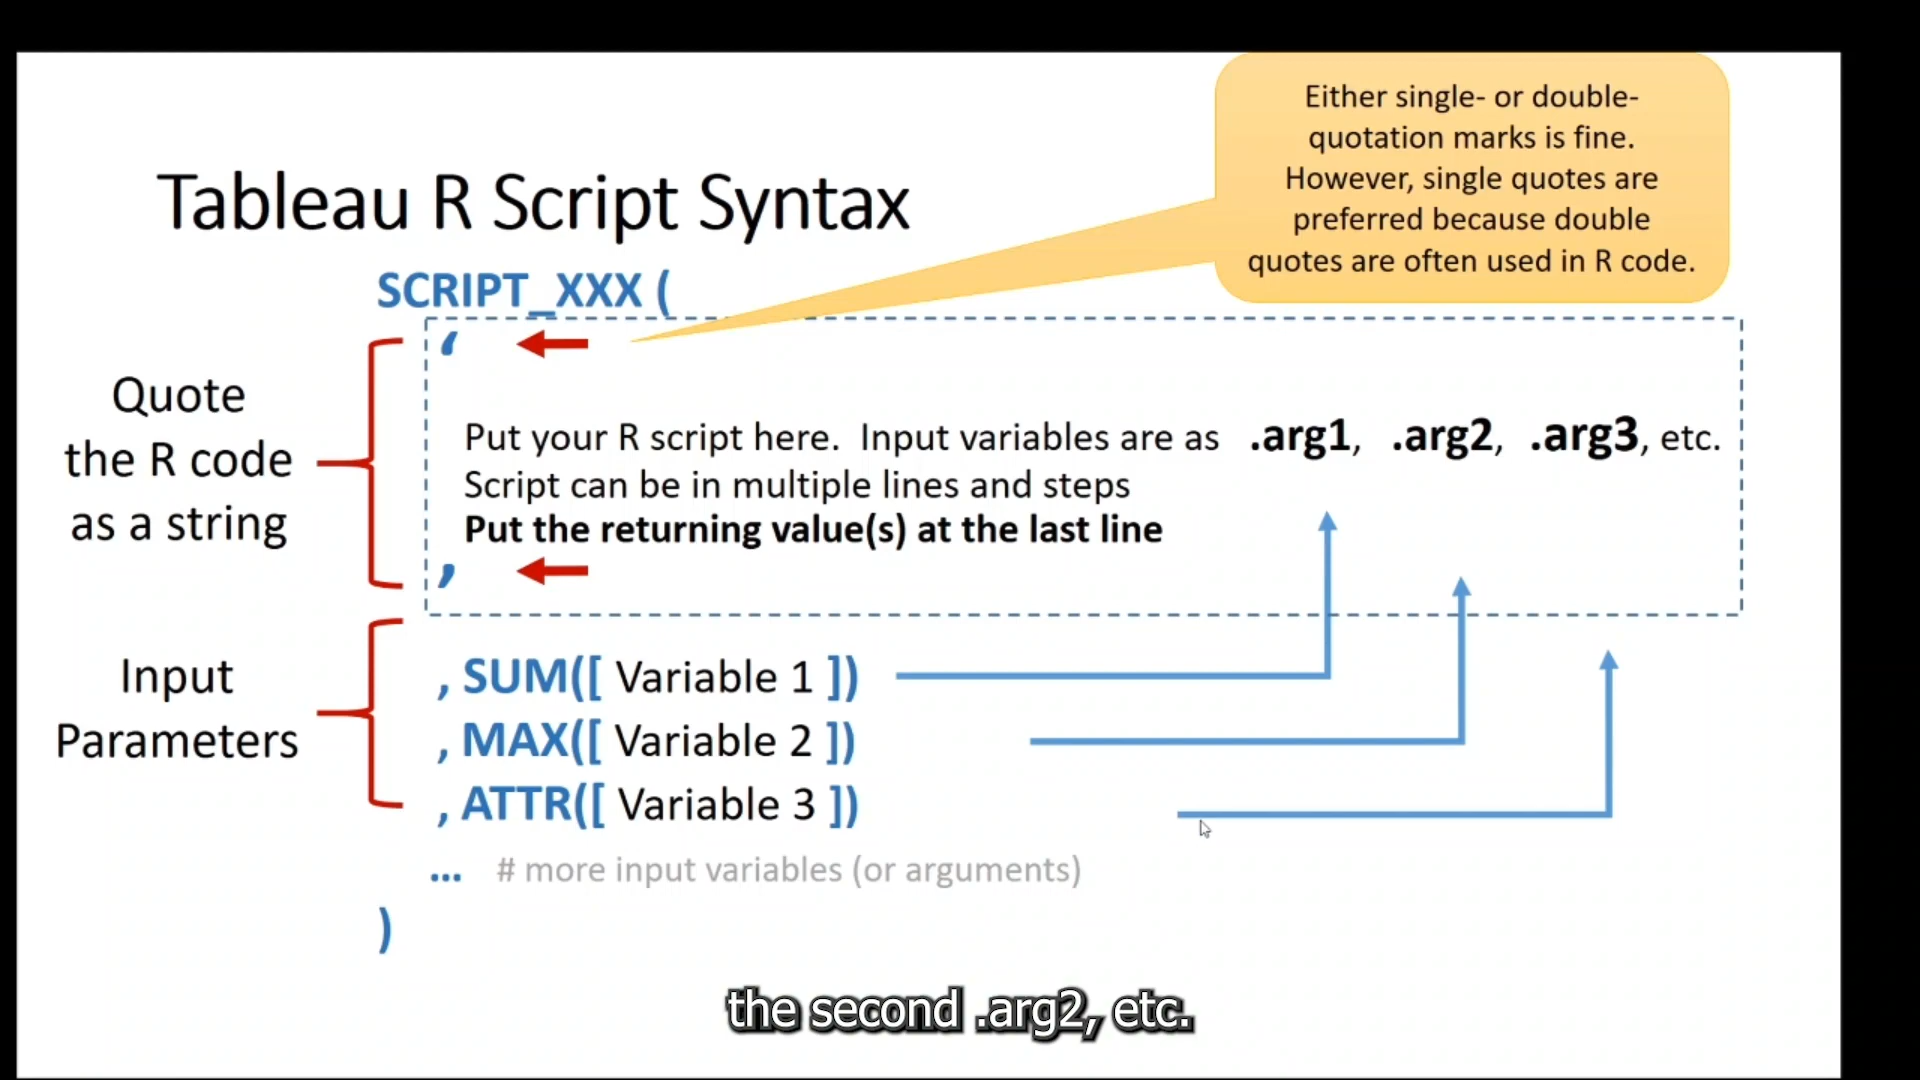 Either single- or double-
quotation marks is fine.
However, single quotes are
preferred because double
quotes are often used in R code.
Tableau R Script Syntax
SCRIPT_XXX (
‘
Quote
the R code
as a string
Put your R script here. Input variables are as .arg1, .arg2, .arg3, etc.
Script can be in multiple lines and steps
Put the returning value(s) at the last line
’
Input
Parameters
, SUM([ Variable 1 ])
, MAX([ Variable 2 ])
, ATTR([ Variable 3 ])
... # more input variables (or arguments)
)
the second .arg2, etc.